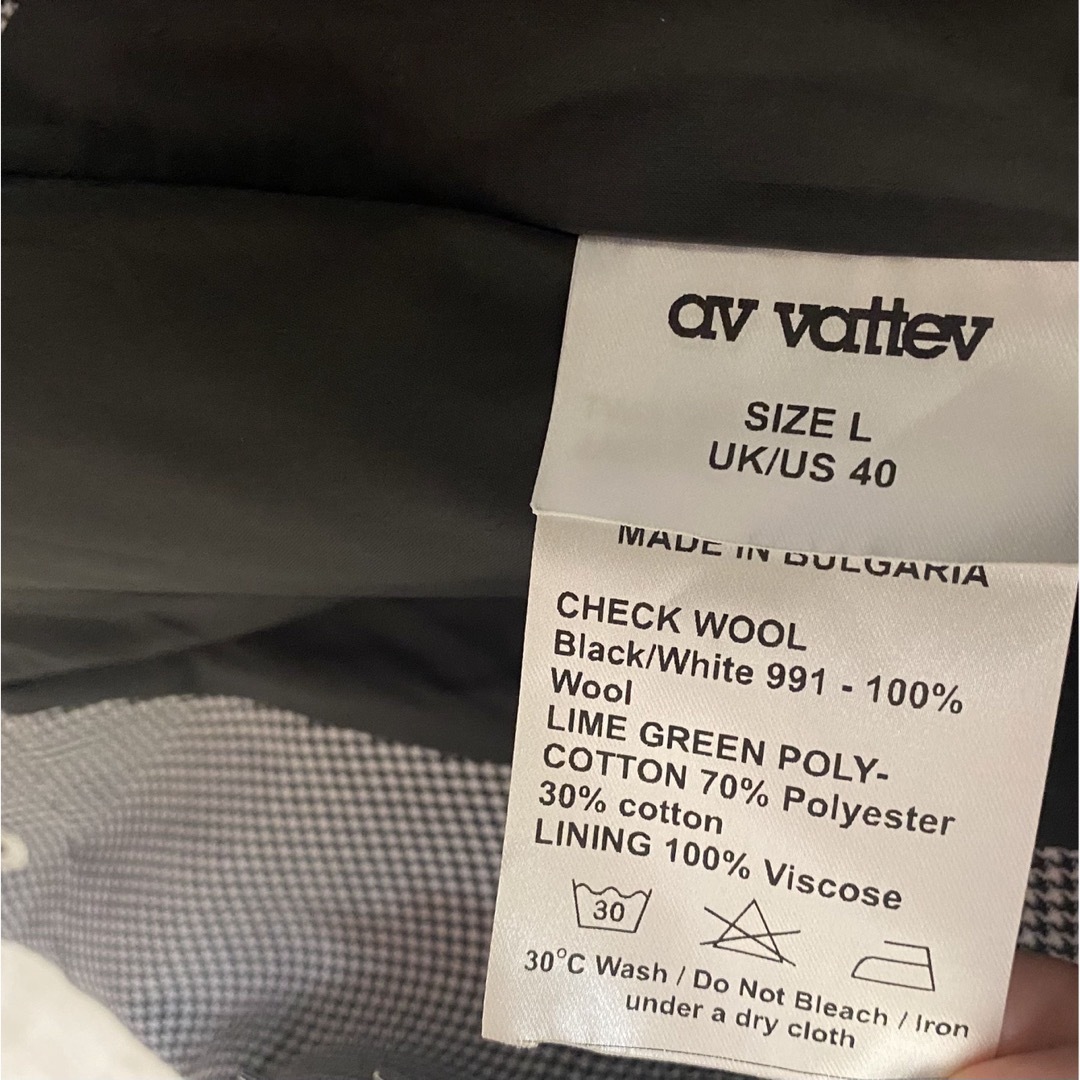 av vattev
SIZE L
UK/US 40
MADE IN BULGARIA
CHECK WOOL
Black/White 991 - 100%
Wool
LIME GREEN POLY-
COTTON 70% Polyester
30% cotton
LINING 100% Viscose
30
30°C Wash / Do Not Bleach / Iron
under a dry cloth